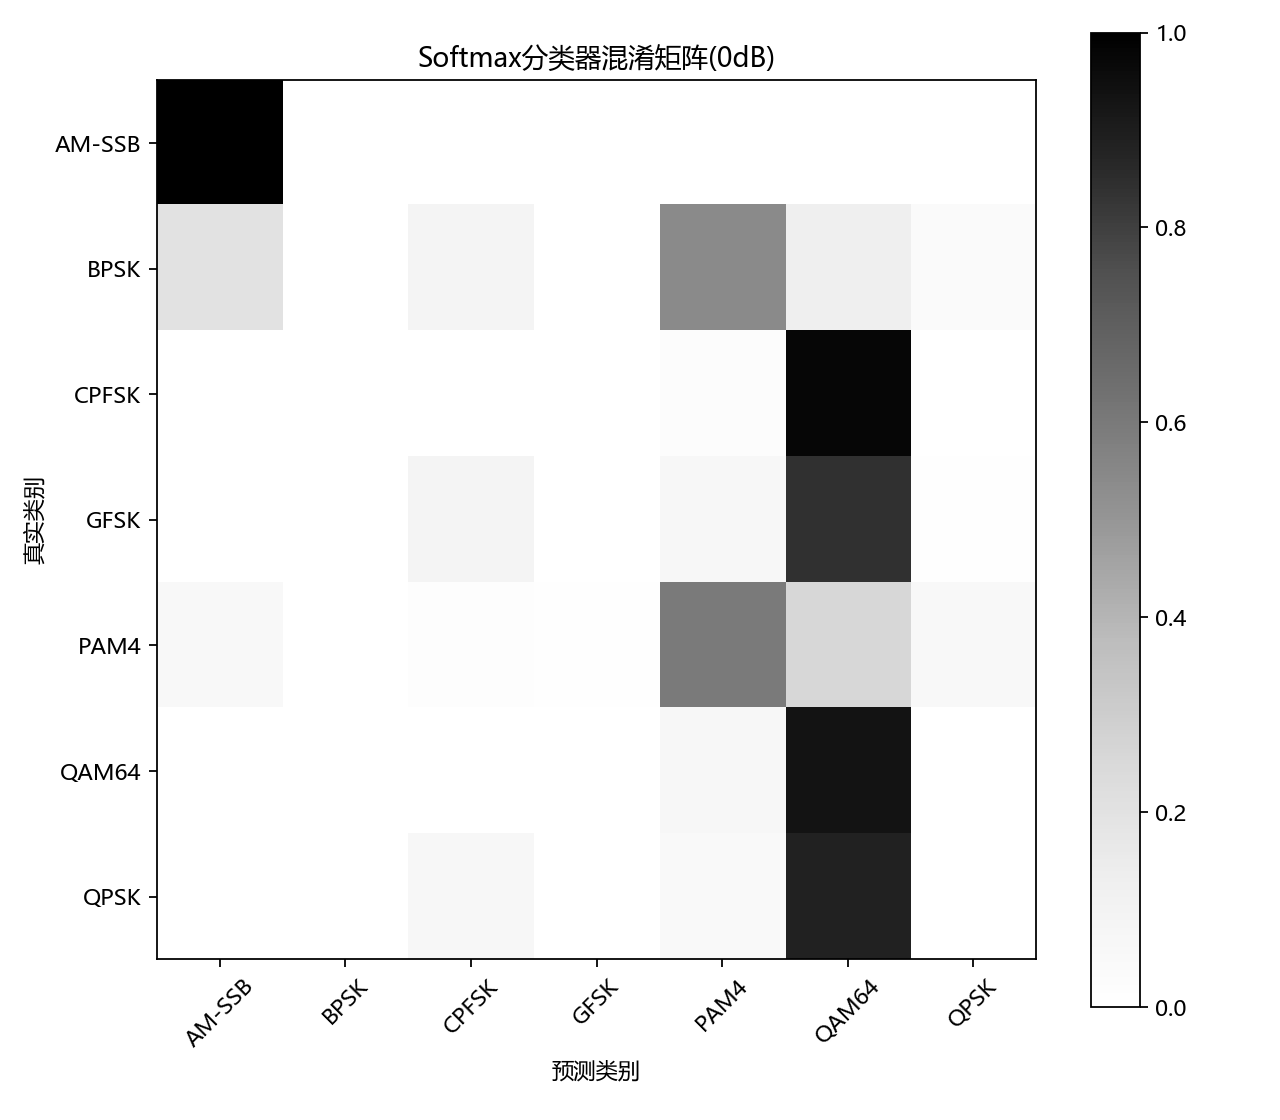 Softmax分类器混淆矩阵(0dB)
真实类别
AM-SSB
BPSK
CPFSK
GFSK
PAM4
QAM64
QPSK
AM-SSB
BPSK
CPFSK
GFSK
PAM4
QAM64
QPSK
预测类别
1.0
0.8
0.6
0.4
0.2
0.0